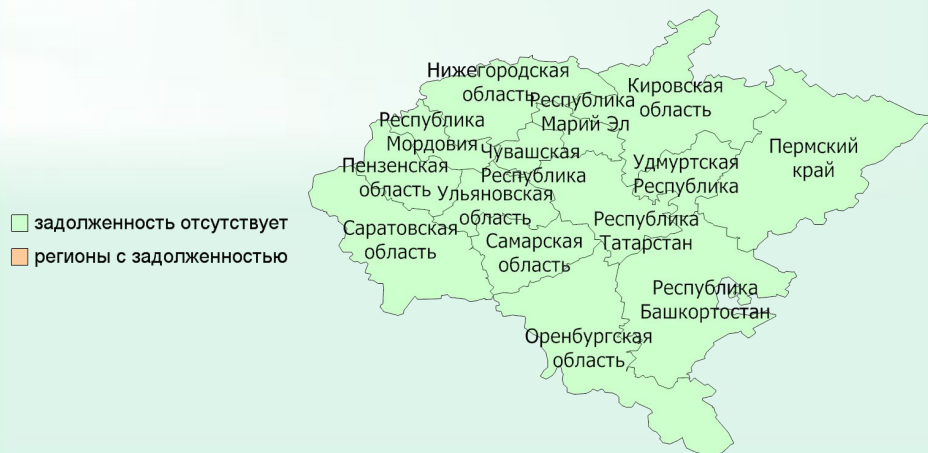 Нижегородская
область
Кировская
область
Республика
Марий Эл
Республика
Мордовия
Чувашская
Республика
Пермский
край
Удмуртская
Республика
Пензенская
область
Ульяновская
область
Республика
Татарстан
Саратовская
область
Самарская
область
Республика
Башкортостан
Оренбургская
область
задолженность отсутствует
регионы с задолженностью